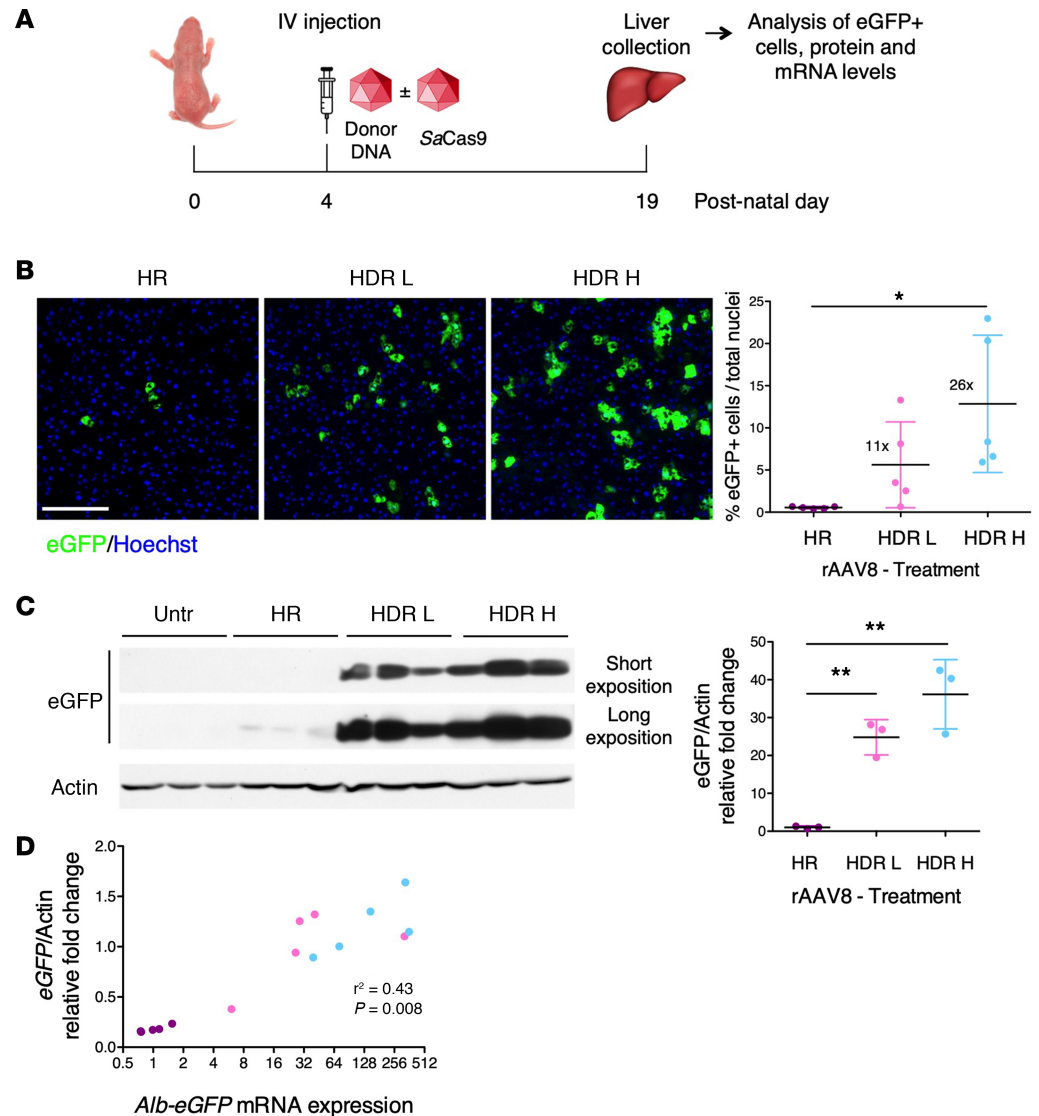 A
IV injection
Liver
collection
Analysis of eGFP+
cells, protein and
mRNA levels
±
Donor
DNA
SaCas9
0
4
19
Post-natal day
B
HR
HDR L
HDR H
eGFP/Hoechst
% eGFP+ cells / total nuclei
25
20
15
10
5
0
*
11x
26x
HR
HDR L
HDR H
rAAV8 - Treatment
C
Untr
HR
HDR L
HDR H
eGFP
Short
exposition
Long
exposition
Actin
eGFP/Actin
relative fold change
50
40
30
20
10
0
**
**
HR
HDR L
HDR H
rAAV8 - Treatment
D
eGFP/Actin
relative fold change
2.0
1.5
1.0
0.5
0.0
r² = 0.43
P = 0.008
0.5 1 2 4 8 16 32 64 128 256 512
Alb-eGFP mRNA expression